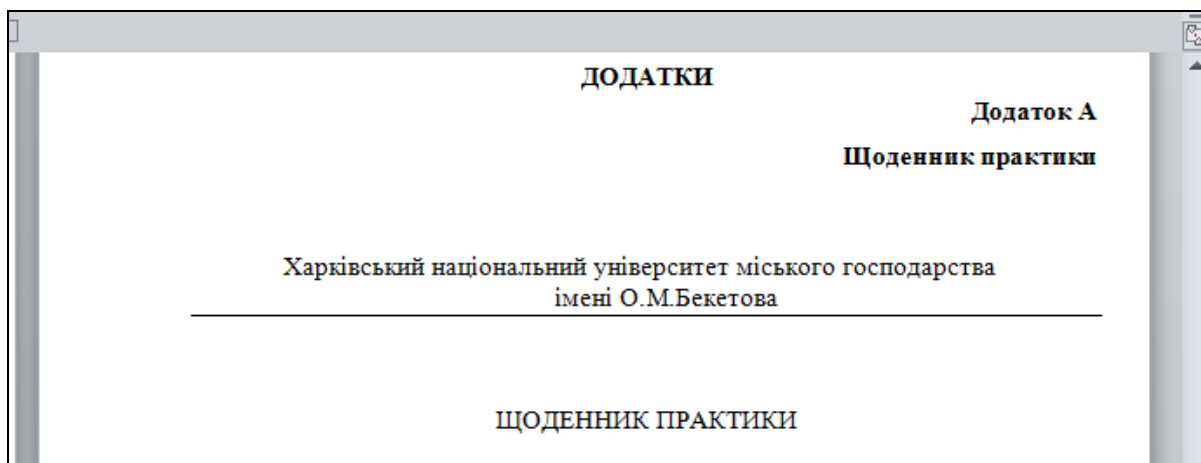 ДОДАТКИ
Додаток А
Щоденник практики
Харківський національний університет міського господарства
імені О.М.Бекетова
ЩОДЕННИК ПРАКТИКИ